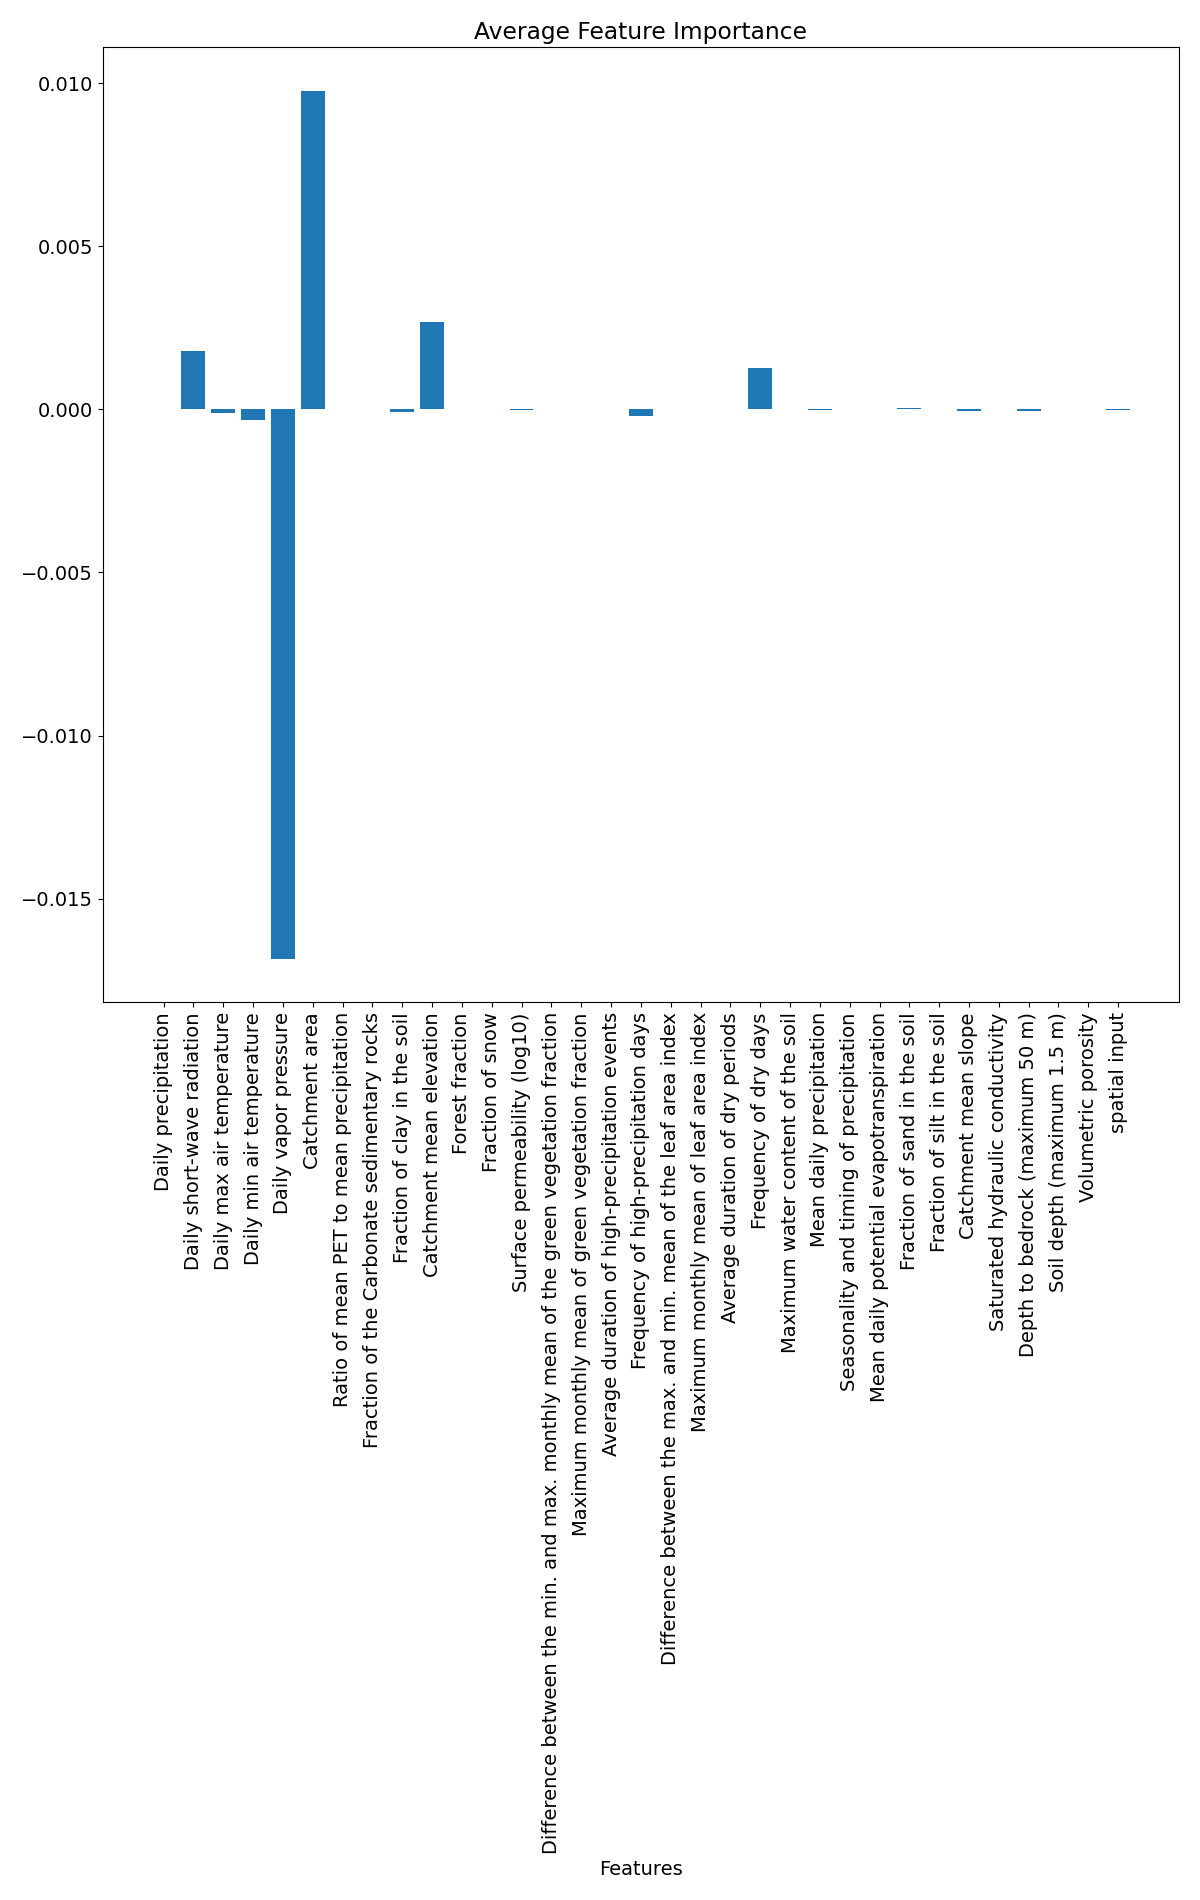 Average Feature Importance
0.010
0.005
0.000
−0.005
−0.010
−0.015
Daily precipitation
Daily short-wave radiation
Daily max air temperature
Daily min air temperature
Daily vapor pressure
Catchment area
Ratio of mean PET to mean precipitation
Fraction of the Carbonate sedimentary rocks
Fraction of clay in the soil
Catchment mean elevation
Forest fraction
Fraction of snow
Surface permeability (log10)
Difference between the min. and max. monthly mean of the green vegetation fraction
Maximum monthly mean of green vegetation fraction
Average duration of high-precipitation events
Frequency of high-precipitation days
Difference between the max. and min. mean of the leaf area index
Maximum monthly mean of leaf area index
Average duration of dry periods
Frequency of dry days
Maximum water content of the soil
Mean daily precipitation
Seasonality and timing of precipitation
Mean daily potential evapotranspiration
Fraction of sand in the soil
Fraction of silt in the soil
Catchment mean slope
Saturated hydraulic conductivity
Depth to bedrock (maximum 50 m)
Soil depth (maximum 1.5 m)
Volumetric porosity
spatial input
Features